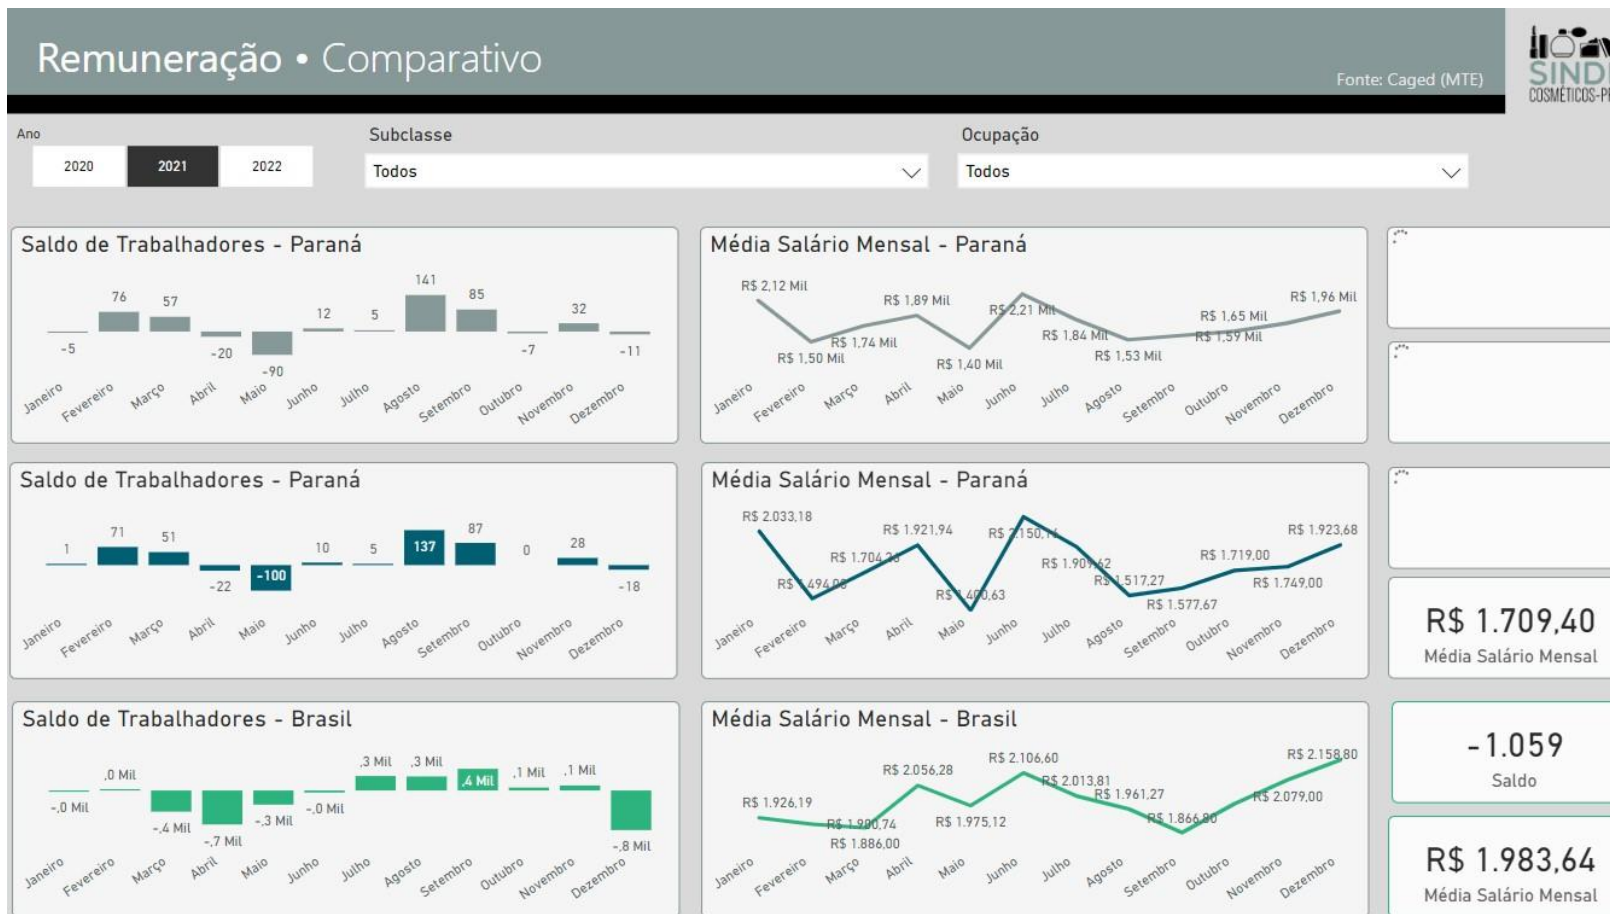 Remuneração • Comparativo
Fonte: Caged (MTE)
SIND
COSMÉTICOS-P
Ano
Subclasse
Ocupação
2020
2021
2022
Todos
Todos
Saldo de Trabalhadores - Paraná
-5
76
57
-20
-90
12
5
141
85
-7
32
-11
Janeiro
Fevereiro
Março
Abril
Maio
Junho
Julho
Agosto
Setembro
Outubro
Novembro
Dezembro
Média Salário Mensal - Paraná
R$ 2,12 Mil
R$ 1,50 Mil
R$ 1,74 Mil
R$ 1,89 Mil
R$ 1,40 Mil
R$ 2,21 Mil
R$ 1,84 Mil
R$ 1,53 Mil
R$ 1,59 Mil
R$ 1,65 Mil
R$ 1,96 Mil
Janeiro
Fevereiro
Março
Abril
Maio
Junho
Julho
Agosto
Setembro
Outubro
Novembro
Dezembro
Saldo de Trabalhadores - Paraná
1
71
51
-22
-100
10
5
137
87
0
28
-18
Janeiro
Fevereiro
Março
Abril
Maio
Junho
Julho
Agosto
Setembro
Outubro
Novembro
Dezembro
Média Salário Mensal - Paraná
R$ 2.033,18
R$ 1.921,94
R$ 1.517,27
R$ 1.577,67
R$ 1.719,00
R$ 1.749,00
R$ 1.923,68
Janeiro
Fevereiro
Março
Abril
Maio
Junho
Julho
Agosto
Setembro
Outubro
Novembro
Dezembro
R$ 1.709,40
Média Salário Mensal
Saldo de Trabalhadores - Brasil
-,0 Mil
,0 Mil
-,4 Mil
-,7 Mil
-,3 Mil
-,0 Mil
,3 Mil
,3 Mil
,4 Mil
,1 Mil
,1 Mil
-,8 Mil
Janeiro
Fevereiro
Março
Abril
Maio
Junho
Julho
Agosto
Setembro
Outubro
Novembro
Dezembro
Média Salário Mensal - Brasil
R$ 1.926,19
R$ 1.886,00
R$ 2.056,28
R$ 1.975,12
R$ 2.106,60
R$ 2.013,81
R$ 1.961,27
R$ 2.079,00
R$ 2.158,80
Janeiro
Fevereiro
Março
Abril
Maio
Junho
Julho
Agosto
Setembro
Outubro
Novembro
Dezembro
-1.059
Saldo
R$ 1.983,64
Média Salário Mensal